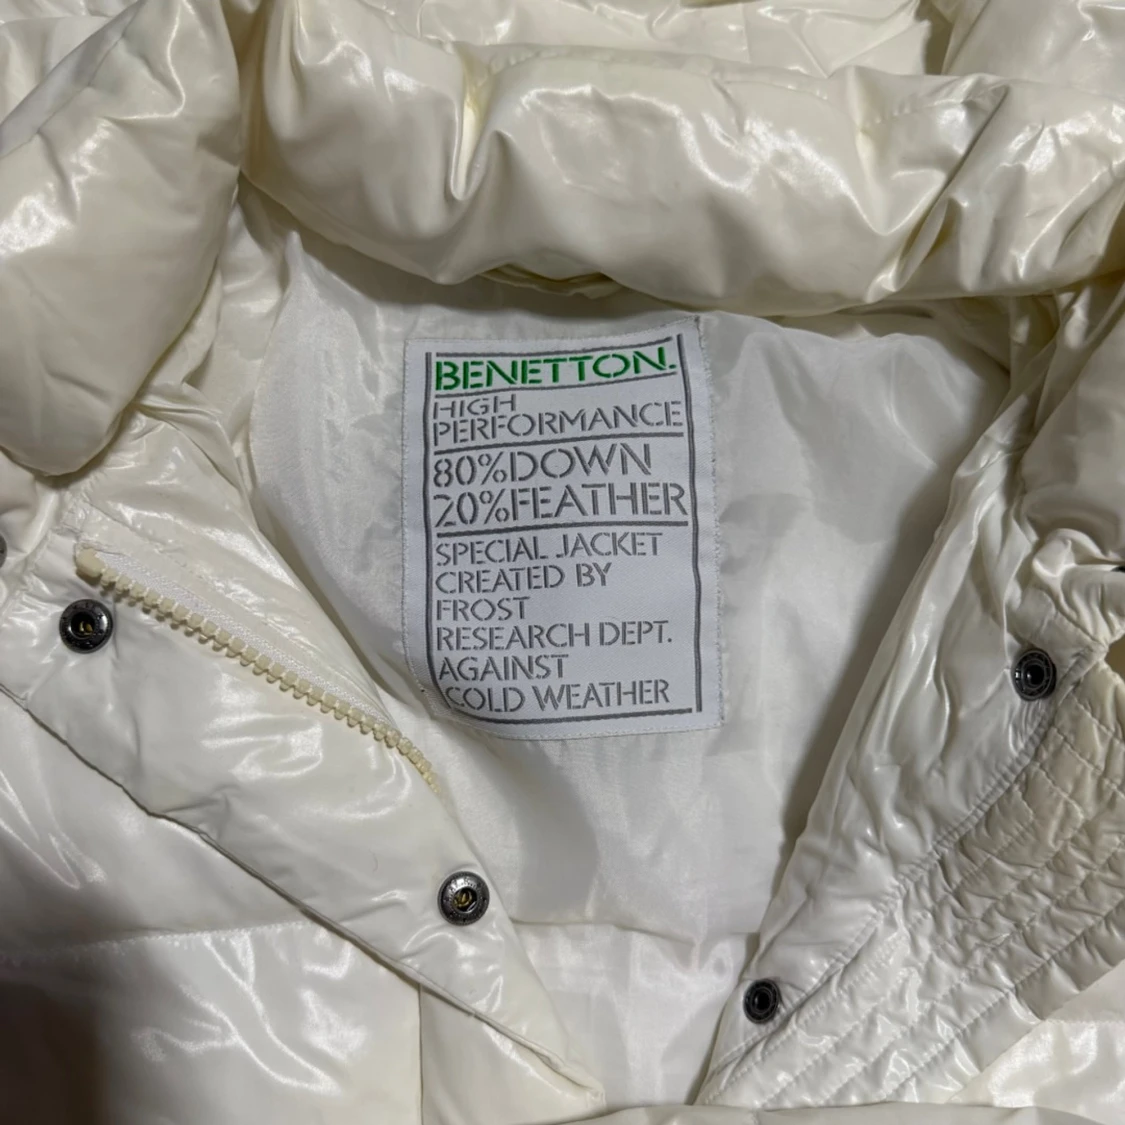 BENETTON.
HIGH
PERFORMANCE
80%DOWN
20%FEATHER
SPECIAL JACKET
CREATED BY
FROST
RESEARCH DEPT.
AGAINST
COLD WEATHER